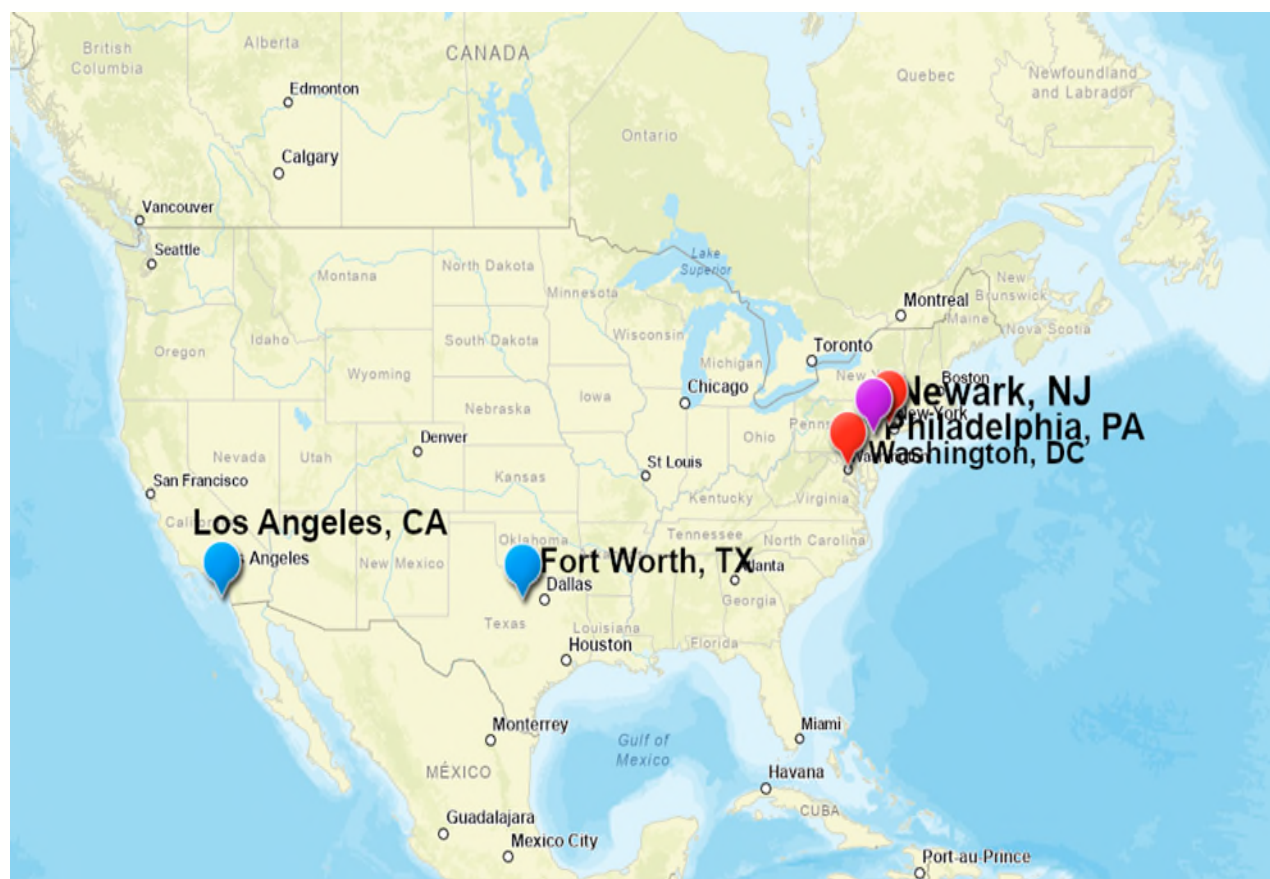 British
Columbia
Alberta
CANADA
Quebec
Newfoundland
and Labrador
Edmonton
Ontario
Calgary
Vancouver
Seattle
Lake
Superior
Montana
North Dakota
Minnesota
New
Brunswick
Montreal
Maine
Nova Scotia
Oregon
Idaho
South Dakota
Wisconsin
Michigan
Toronto
Wyoming
Chicago
Boston
Newark, NJ
Nebraska
Iowa
New York
Philadelphia, PA
Denver
Ohio
Washington, DC
Nevada
Utah
St Louis
San Francisco
Kansas
Kentucky
Virginia
Los Angeles, CA
Oklahoma
Tennessee
North Carolina
Angeles
New Mexico
Fort Worth, TX
Dallas
Georgia
Texas
Louisiana
Houston
Florida
Monterrey
Gulf of
Mexico
Miami
MÉXICO
Havana
CUBA
Guadalajara
Mexico City
Port-au-Prince